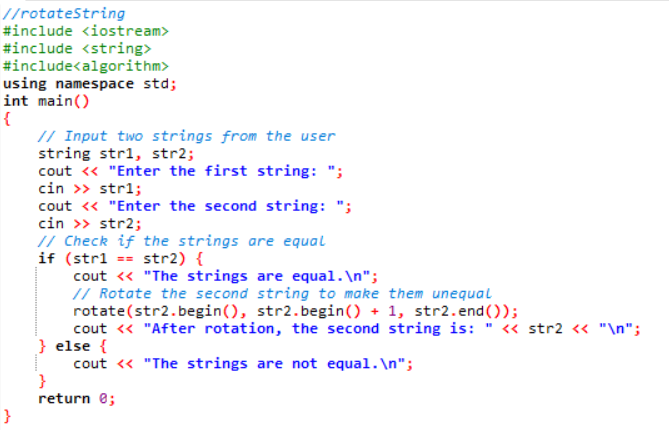 //rotateString
#include <iostream>
#include <string>
#include<algorithm>
using namespace std;
int main()
{
    // Input two strings from the user
    string str1, str2;
    cout << "Enter the first string: ";
    cin >> str1;
    cout << "Enter the second string: ";
    cin >> str2;
    // Check if the strings are equal
    if (str1 == str2) {
        cout << "The strings are equal.\n";
        // Rotate the second string to make them unequal
        rotate(str2.begin(), str2.begin() + 1, str2.end());
        cout << "After rotation, the second string is: " << str2 << "\n";
    } else {
        cout << "The strings are not equal.\n";
    }
    return 0;
}